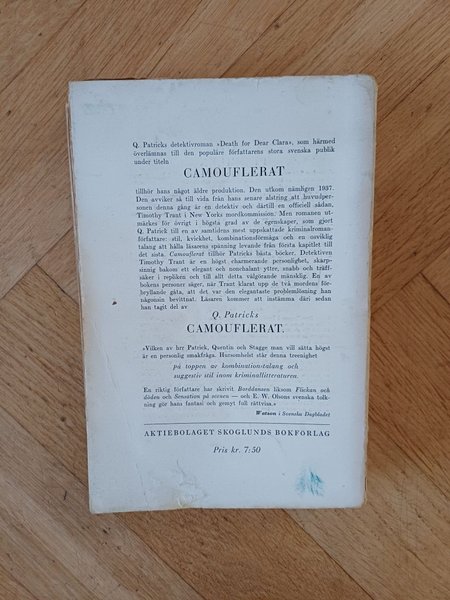 Q. Patricks detektivroman »Death for Dear Clara», som härmed
överlämnas till den populäre författarens stora svenska publik
under titeln
CAMOUFLERAT
tillhör hans något äldre produktion. Den utkom nämligen 1937.
Den avviker så till vida från hans senare alstring att huvudper-
sonen denna gång är en detektiv och därtill en officiell sådan,
Timothy Trant i New Yorks mordkommission. Men romanen ut-
märkes för övrigt i högsta grad av de egenskaper, som gjort
Q. Patrick till en av samtidens mest uppskattade kriminalroman-
författare: stil, kvickhet, kombinationsförmåga och en osviklig
talang att hålla läsarens spänning levande från första kapitlet till
det sista. Camouflerat tillhör Patricks bästa böcker. Detektiven
Timothy Trant är en högst charmerande personlighet, skarp-
sinnig bakom ett elegant och nonchalant yttre, snabb och träff-
säker i repliken och till allt detta välgörande mänsklig. En av
bokens personer säger, när Trant klarat upp de två mordens för-
bryllande gåta, att det var den elegantaste problemlösning han
någonsin bevittnat. Läsaren kommer att instämma däri sedan
han tagit del av
Q. Patricks
CAMOUFLERAT.
»Vilken av hrr Patrick, Quentin och Stagge man vill sätta högst
är en personlig smakfråga. Hursomhelst står denna treenighet
på toppen av kombinations-talang och
suggestiv stil inom kriminallitteraturen.
En riktig författare har skrivit Borddansen liksom Flickan och
döden och Sensation på scenen — och E. W. Olsons svenska tolk-
ning gör hans fantasi och gemyt full rättvisa.»
Watson i Svenska Dagbladet
AKTIEBOLAGET SKOGLUNDS BOKFÖRLAG
Pris kr. 7:50